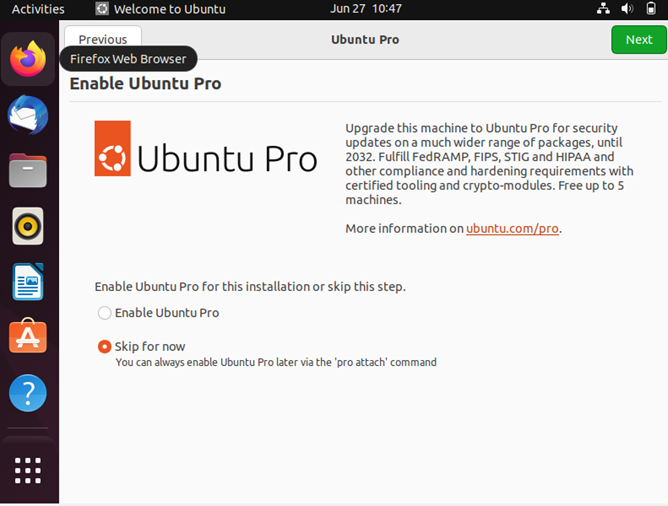 Activities
Welcome to Ubuntu
Jun 27 10:47
Previous
Ubuntu Pro
Next
Firefox Web Browser
Enable Ubuntu Pro
Ubuntu Pro
Upgrade this machine to Ubuntu Pro for security
updates on a much wider range of packages, until
2032. Fulfill FedRAMP, FIPS, STIG and HIPAA and
other compliance and hardening requirements with
certified tooling and crypto-modules. Free up to 5
machines.
More information on ubuntu.com/pro.
Enable Ubuntu Pro for this installation or skip this step.
Enable Ubuntu Pro
Skip for now
You can always enable Ubuntu Pro later via the 'pro attach' command